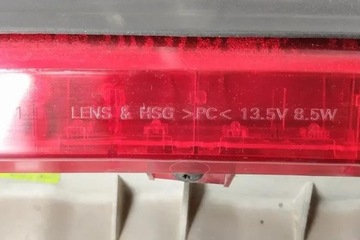 LENS & HSG >PC< 13.5V 8.5W